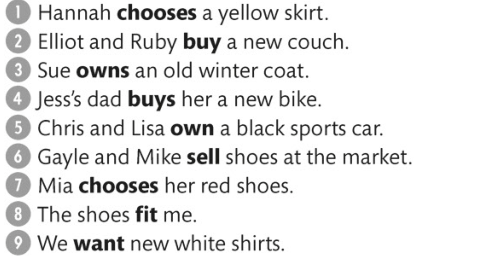 1 Hannah chooses a yellow skirt.
2 Elliot and Ruby buy a new couch.
3 Sue owns an old winter coat.
4 Jess's dad buys her a new bike.
5 Chris and Lisa own a black sports car.
6 Gayle and Mike sell shoes at the market.
7 Mia chooses her red shoes.
8 The shoes fit me.
9 We want new white shirts.